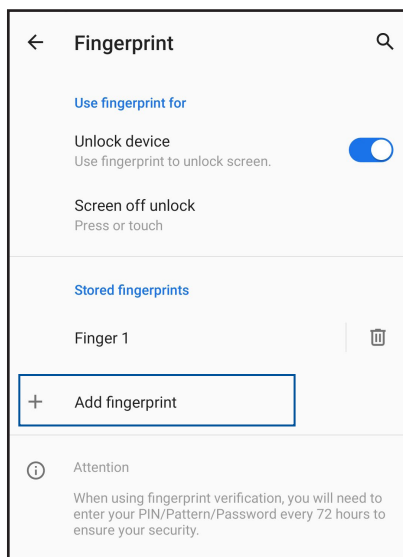 Fingerprint
Use fingerprint for
Unlock device
Use fingerprint to unlock screen.
Screen off unlock
Press or touch
Stored fingerprints
Finger 1
Add fingerprint
Attention
When using fingerprint verification, you will need to
enter your PIN/Pattern/Password every 72 hours to
ensure your security.